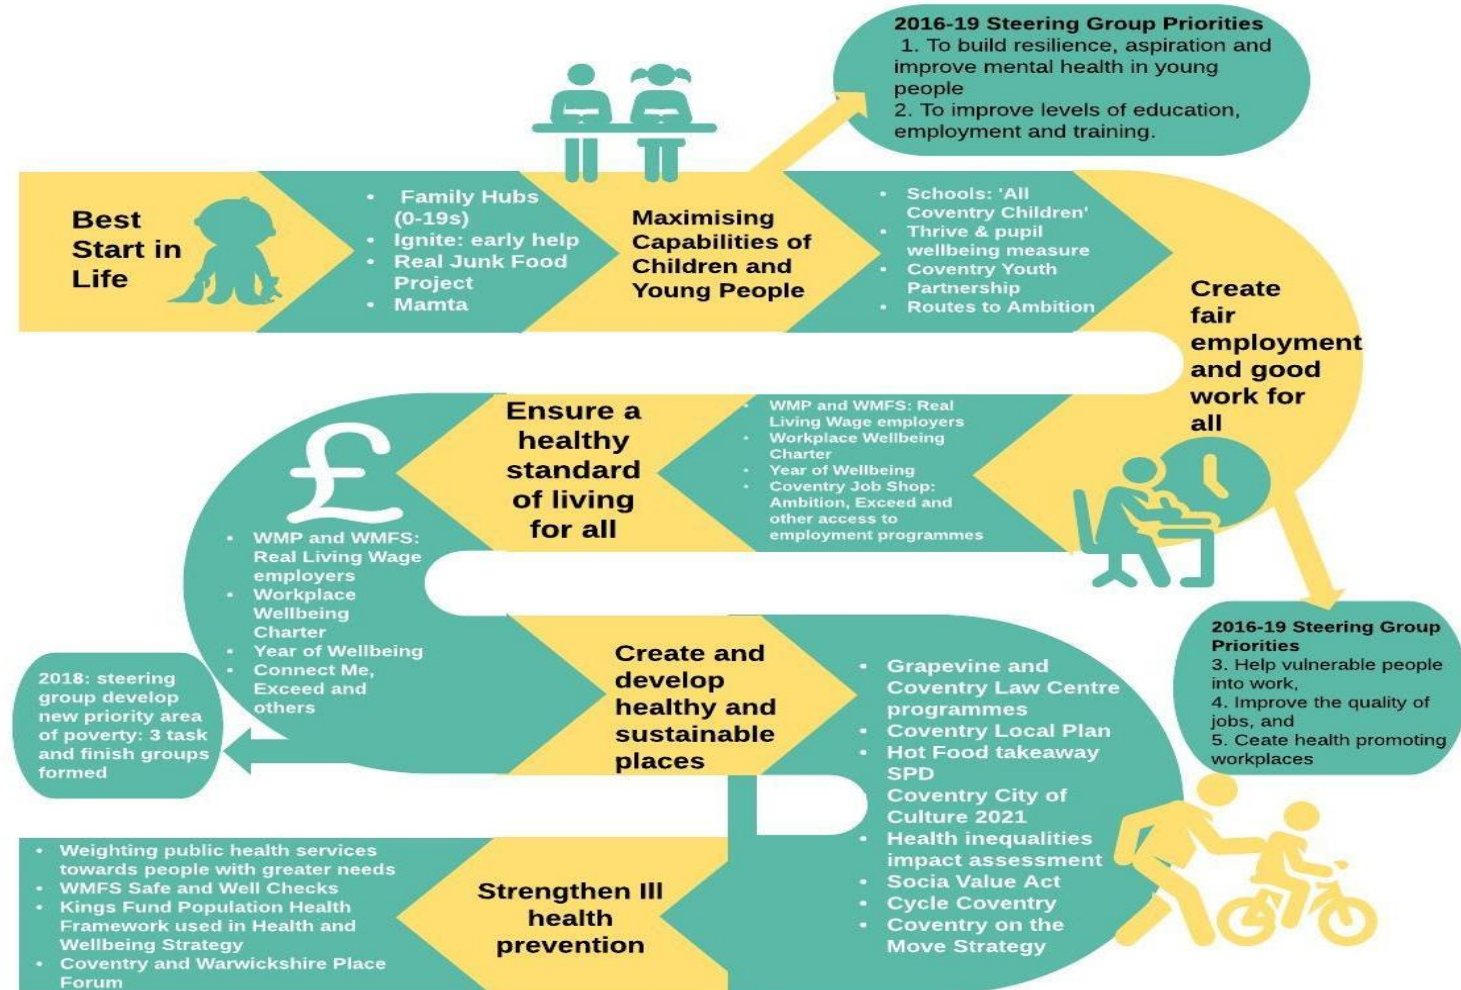 2016-19 Steering Group Priorities
1. To build resilience, aspiration and
improve mental health in young
people
2. To improve levels of education,
employment and training.
Best
Start in
Life
• Family Hubs
(0-19s)
• Ignite: early help
• Real Junk Food
Project
• Mamta
Maximising
Capabilities of
Children and
Young People
• Schools: 'All
Coventry Children'
• Thrive & pupil
wellbeing measure
• Coventry Youth
Partnership
• Routes to Ambition
Create
fair
employment
and good
work for
all
• WMP and WMFS: Real
Living Wage employers
• Workplace Wellbeing
Charter
• Year of Wellbeing
• Coventry Job Shop:
Ambition, Exceed and
other access to
employment programmes
Ensure a
healthy
standard
of living
for all
£
• WMP and WMFS:
Real Living Wage
employers
• Workplace
Wellbeing
Charter
• Year of Wellbeing
• Connect Me,
Exceed and
others
2016-19 Steering Group
Priorities
3. Help vulnerable people
into work,
4. Improve the quality of
jobs, and
5. Ceate health promoting
workplaces
2018: steering
group develop
new priority area
of poverty: 3 task
and finish groups
formed
Create and
develop
healthy and
sustainable
places
• Grapevine and
Coventry Law Centre
programmes
• Coventry Local Plan
• Hot Food takeaway
SPD
Coventry City of
Culture 2021
• Health inequalities
impact assessment
• Socia Value Act
• Cycle Coventry
• Coventry on the
Move Strategy
Strengthen Ill
health
prevention
• Weighting public health services
towards people with greater needs
• WMFS Safe and Well Checks
• Kings Fund Population Health
Framework used in Health and
Wellbeing Strategy
• Coventry and Warwickshire Place
Forum